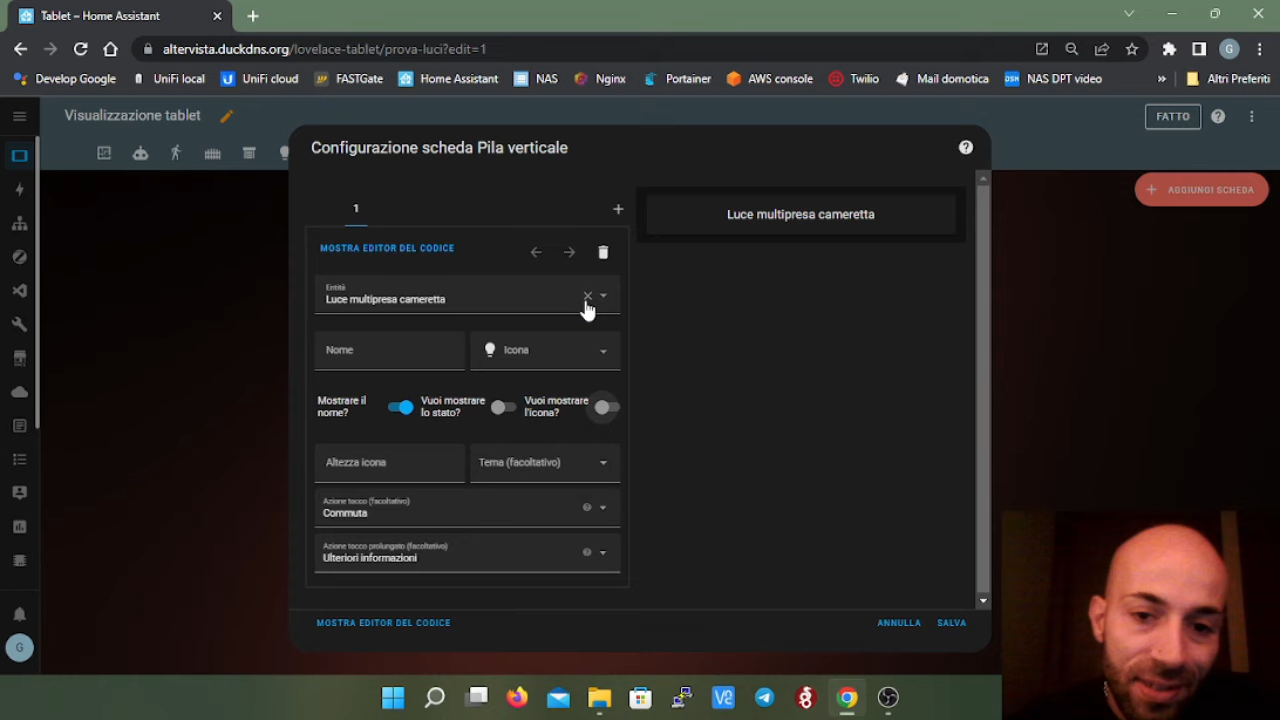 Tablet – Home Assistant
altervista.duckdns.org/lovelace-tablet/prova-luci?edit=1
G
Develop Google
UniFi local
UniFi cloud
FASTGate
Home Assistant
NAS
Nginx
Portainer
AWS console
Twilio
Mail domotica
DSM
NAS DPT video
»
Altri Preferiti
Visualizzazione tablet
FATTO
Configurazione scheda Pila verticale
AGGIUNGI SCHEDA
1
Luce multipresa cameretta
MOSTRA EDITOR DEL CODICE
Entità
Luce multipresa cameretta
Nome
Icona
Mostrare il
nome?
Vuoi mostrare
lo stato?
Vuoi mostrare
l'icona?
Altezza icona
Tema (facoltativo)
Azione tocco (facoltativo)
Commuta
Azione tocco prolungato (facoltativo)
Ulteriori informazioni
MOSTRA EDITOR DEL CODICE
ANNULLA
SALVA
G